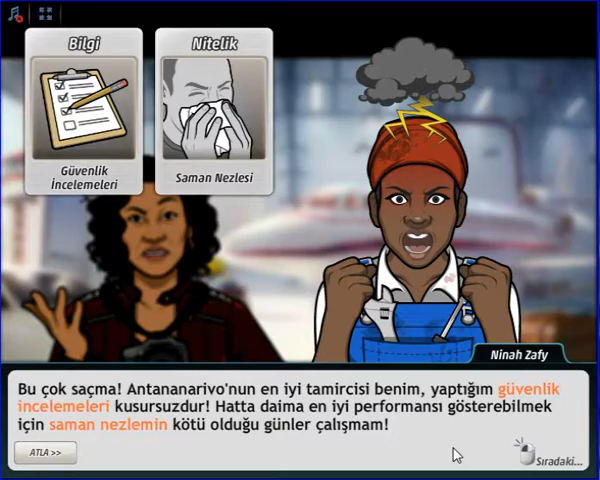 Bilgi
Nitelik
Güvenlik
İncelemeleri
Saman Nezlesi
Ninah Zafy
Bu çok saçma! Antananarivo'nun en iyi tamircisi benim, yaptığım güvenlik
incelemeleri kusursuzdur! Hatta daima en iyi performansı gösterebilmek
için saman nezlemin kötü olduğu günler çalışmam!
ATLA >>
Sıradaki...